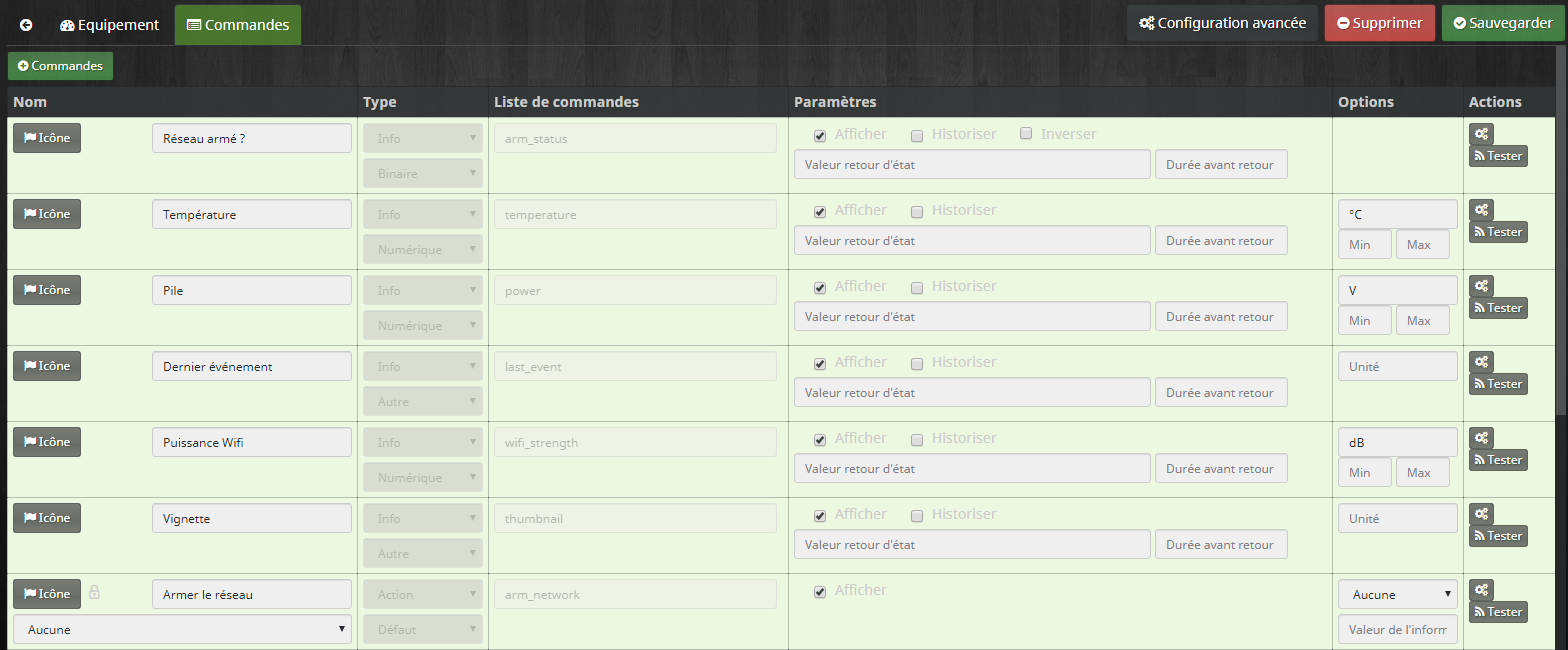 Equipement Commandes Configuration avancée Supprimer Sauvegarder
Commandes
Nom Type Liste de commandes Paramètres Options Actions
Icône Réseau armé ? Info arm_status Afficher Historiser Inverser
Binaire Valeur retour d'état Durée avant retour Tester
Icône Température Info temperature Afficher Historiser °C
Numérique Valeur retour d'état Durée avant retour Min Max Tester
Icône Pile Info power Afficher Historiser V
Numérique Valeur retour d'état Durée avant retour Min Max Tester
Icône Dernier événement Info last_event Afficher Historiser Unité
Autre Valeur retour d'état Durée avant retour Tester
Icône Puissance Wifi Info wifi_strength Afficher Historiser dB
Numérique Valeur retour d'état Durée avant retour Min Max Tester
Icône Vignette Info thumbnail Afficher Historiser Unité
Autre Valeur retour d'état Durée avant retour Tester
Icône Armer le réseau Action arm_network Afficher Aucune
Aucune Défaut Valeur de l'inform Tester